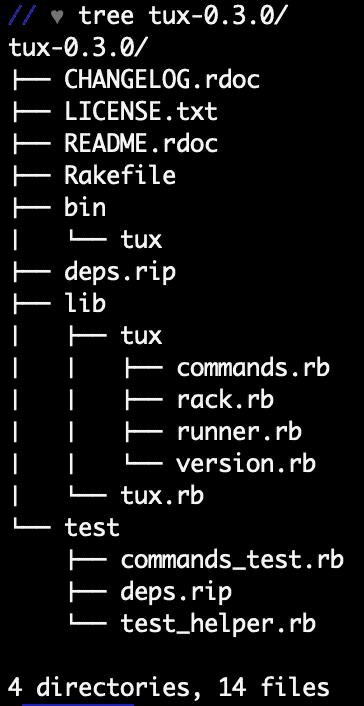 // ♥ tree tux-0.3.0/
tux-0.3.0/
├── CHANGELOG.rdoc
├── LICENSE.txt
├── README.rdoc
├── Rakefile
├── bin
|   └── tux
├── deps.rip
├── lib
|   ├── tux
|   |   ├── commands.rb
|   |   ├── rack.rb
|   |   ├── runner.rb
|   |   └── version.rb
|   └── tux.rb
└── test
    ├── commands_test.rb
    ├── deps.rip
    └── test_helper.rb

4 directories, 14 files